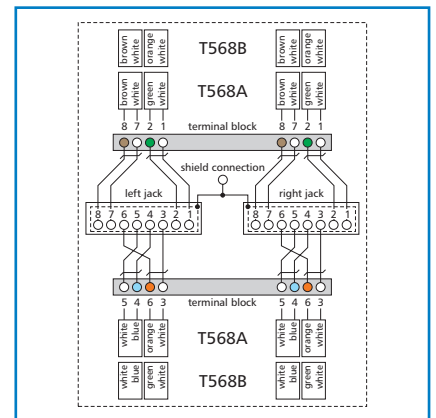 brown white orange white T568B brown white orange white
brown white green white T568A brown white green white
8 7 2 1 terminal block 8 7 2 1
shield connection
left jack right jack
8 7 6 5 4 3 2 1 8 7 6 5 4 3 2 1
5 4 6 3 terminal block 5 4 6 3
white blue orange white T568A white blue orange white
white blue green white T568B white blue green white